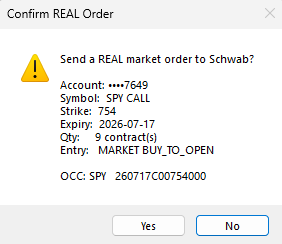 Confirm REAL Order
Send a REAL market order to Schwab?
Account: ••••7649
Symbol: SPY CALL
Strike: 754
Expiry: 2026-07-17
Qty: 9 contract(s)
Entry: MARKET BUY_TO_OPEN
OCC: SPY 260717C00754000
Yes
No